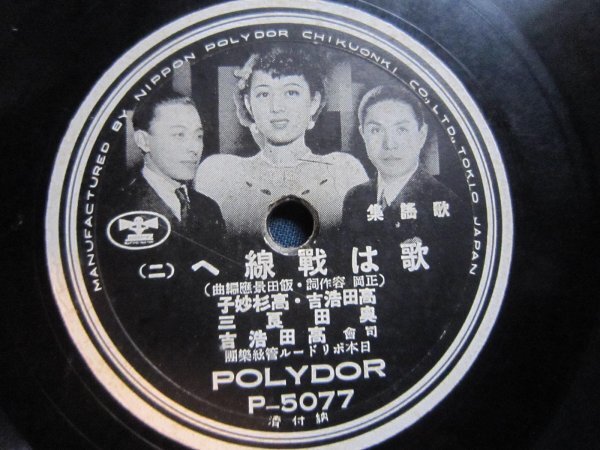 MANUFACTURED BY NIPPON POLYDOR CHIKUONKI CO., LTD., TOKIO JAPAN
歌謠集
歌は戰線へ(二)
(正岡 容作詞・飯田景應編曲)
高田浩吉・高杉妙子
奥田良三
司會 高田浩吉
日本ポリドール管絃樂團
POLYDOR
P-5077
納付濟